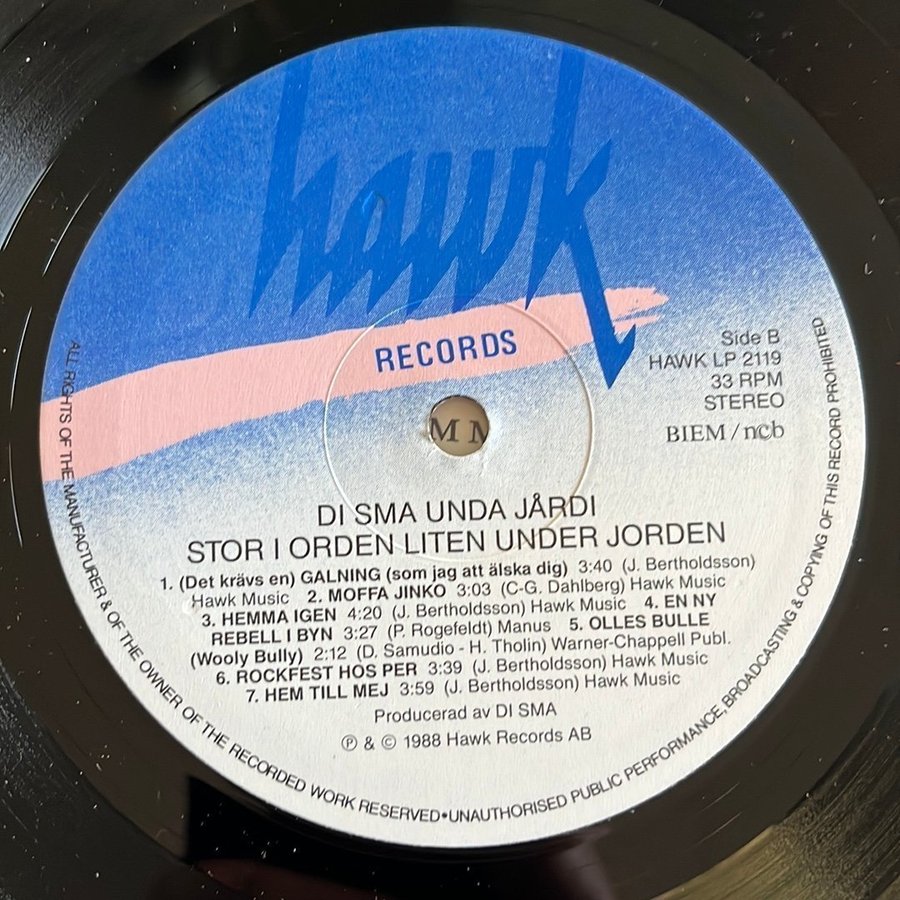 hawk
RECORDS
Side B
HAWK LP 2119
33 RPM
STEREO
BIEM/ncb
M M
DI SMA UNDA JÅRDI
STOR I ORDEN LITEN UNDER JORDEN
1. (Det krävs en) GALNING (som jag att älska dig) 3:40 (J. Bertholdsson)
Hawk Music 2. MOFFA JINKO 3:03 (C-G. Dahlberg) Hawk Music
3. HEMMA IGEN 4:20 (J. Bertholdsson) Hawk Music 4. EN NY
REBELL I BYN 3:27 (P. Rogefeldt) Manus 5. OLLES BULLE
(Wooly Bully) 2:12 (D. Samudio - H. Tholin) Warner-Chappell Publ.
6. ROCKFEST HOS PER 3:39 (J. Bertholdsson) Hawk Music
7. HEM TILL MEJ 3:59 (J. Bertholdsson) Hawk Music
Producerad av DI SMA
℗ & © 1988 Hawk Records AB
ALL RIGHTS OF THE MANUFACTURER & OF THE OWNER OF THE RECORDED WORK RESERVED•UNAUTHORISED PUBLIC PERFORMANCE, BROADCASTING & COPYING OF THIS RECORD PROHIBITED